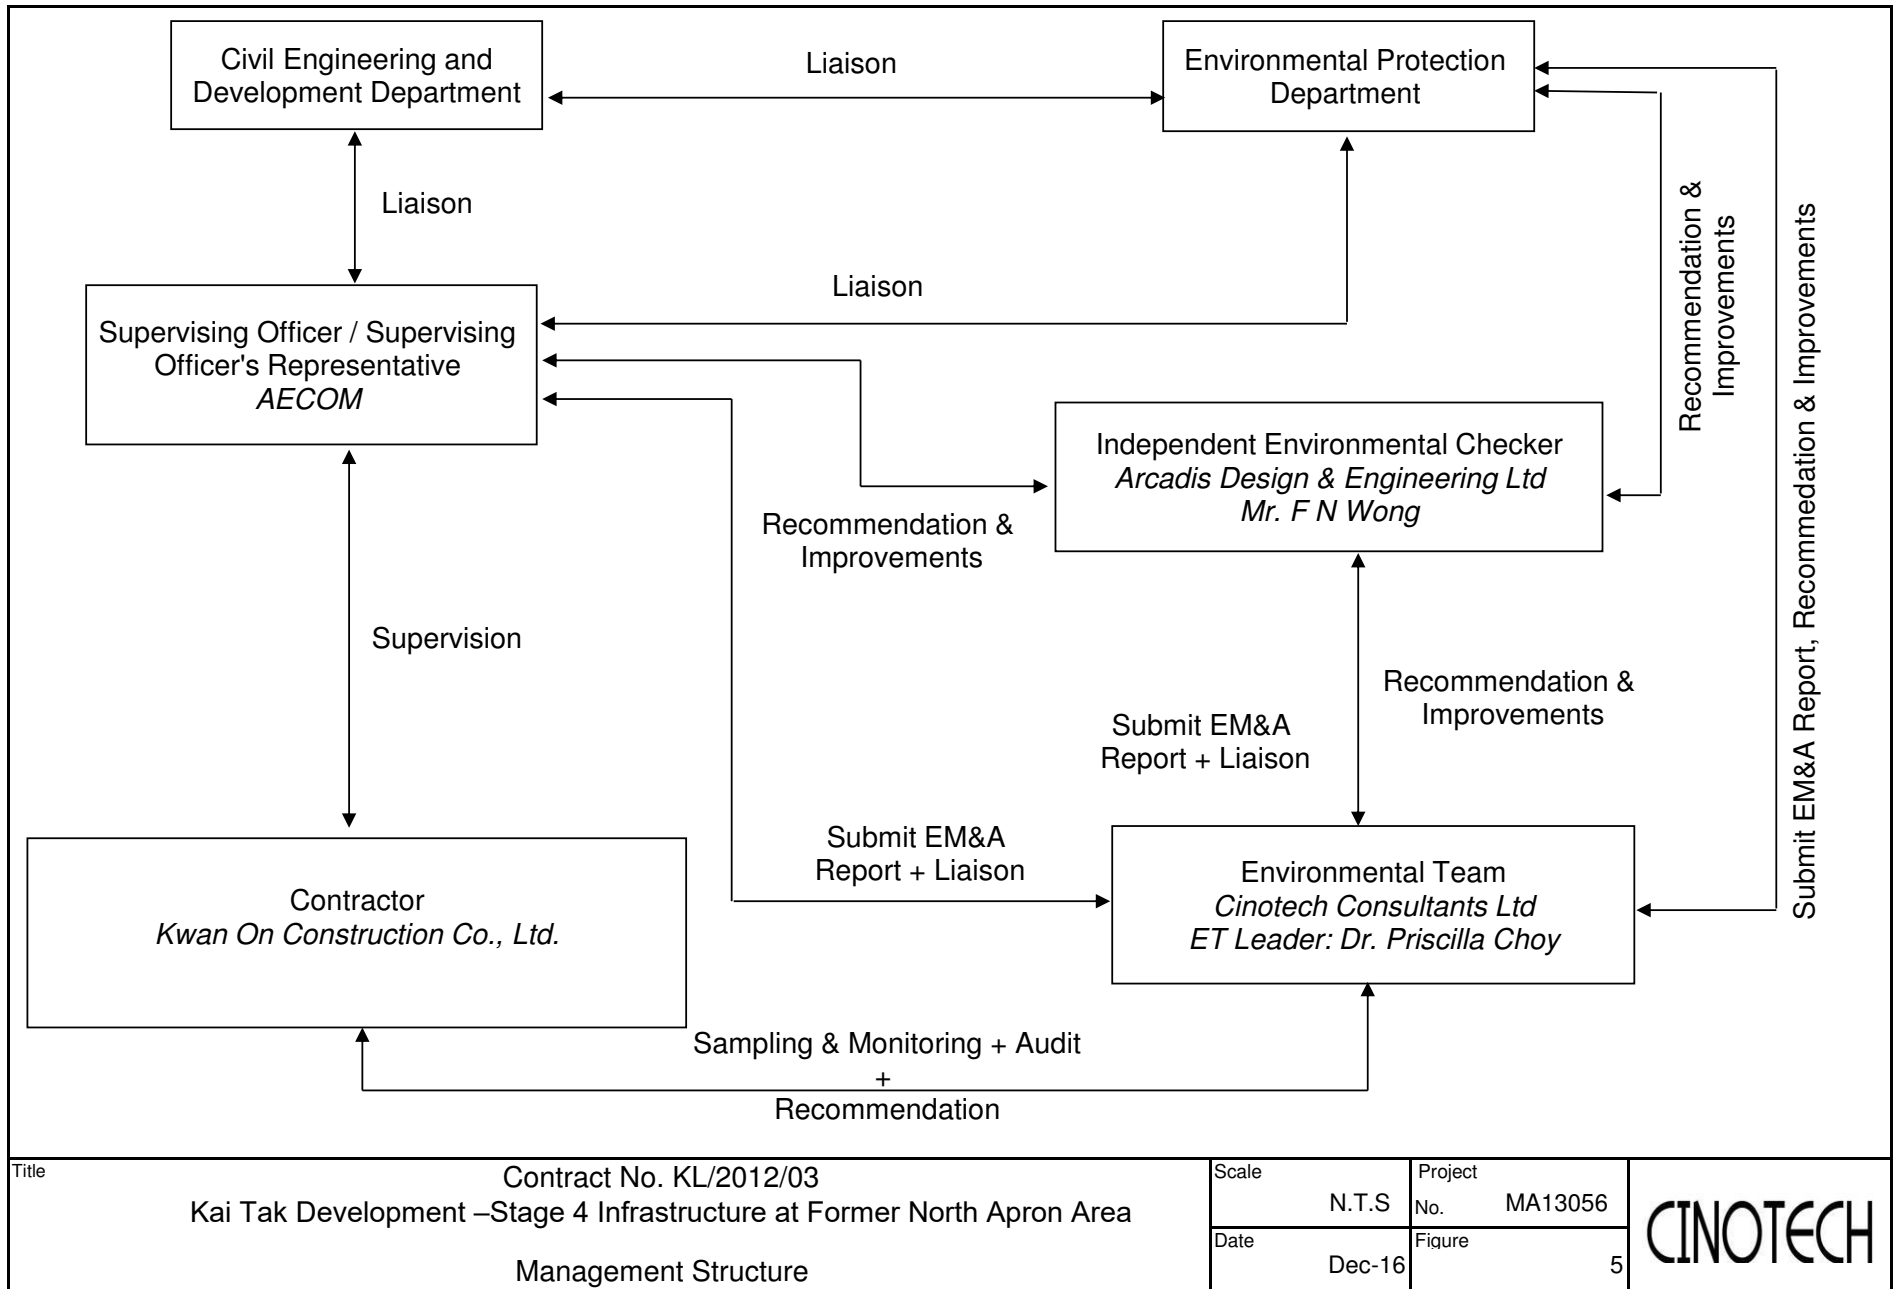 Civil Engineering and
Development Department
Liaison
Environmental Protection
Department
Liaison
Liaison
Supervising Officer / Supervising
Officer's Representative
AECOM
Recommendation &
Improvements
Submit EM&A Report, Recommedation & Improvements
Independent Environmental Checker
Arcadis Design & Engineering Ltd
Mr. F N Wong
Recommendation &
Improvements
Supervision
Recommendation &
Improvements
Submit EM&A
Report + Liaison
Submit EM&A
Report + Liaison
Contractor
Kwan On Construction Co., Ltd.
Environmental Team
Cinotech Consultants Ltd
ET Leader: Dr. Priscilla Choy
Sampling & Monitoring + Audit
+
Recommendation
Title
Contract No. KL/2012/03
Kai Tak Development –Stage 4 Infrastructure at Former North Apron Area
Management Structure
Scale
N.T.S
Project
No. MA13056
Date
Dec-16
Figure
5
CINOTECH